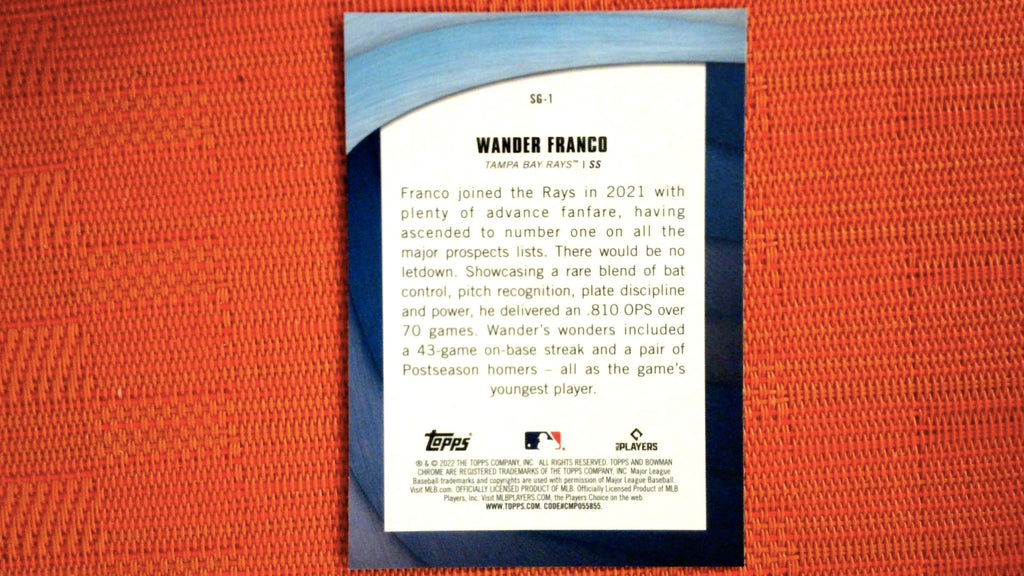 SG-1
WANDER FRANCO
TAMPA BAY RAYS™ | SS
Franco joined the Rays in 2021 with
plenty of advance fanfare, having
ascended to number one on all the
major prospects lists. There would be no
letdown. Showcasing a rare blend of bat
control, pitch recognition, plate discipline
and power, he delivered an .810 OPS over
70 games. Wander's wonders included
a 43-game on-base streak and a pair of
Postseason homers – all as the game's
youngest player.
topps PLAYERS
® & © 2022 THE TOPPS COMPANY, INC. ALL RIGHTS RESERVED. TOPPS AND BOWMAN
CHROME ARE REGISTERED TRADEMARKS OF THE TOPPS COMPANY, INC. Major League
Baseball trademarks and copyrights are used with permission of Major League Baseball.
Visit MLB.com. OFFICIALLY LICENSED PRODUCT OF MLB. Officially Licensed Product of MLB
Players, Inc. Visit MLBPLAYERS.COM, the Players Choice on the web.
WWW.TOPPS.COM. CODE#CMP055855.